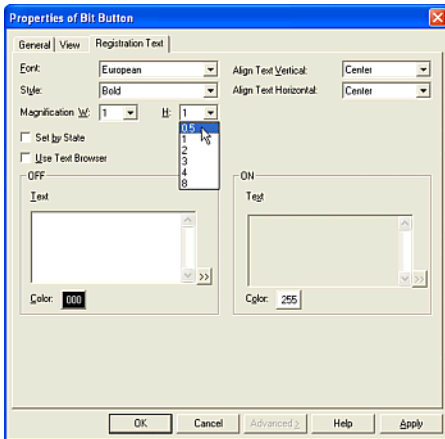 Properties of Bit Button
General View Registration Text
Font: European Align Text Vertical: Center
Style: Bold Align Text Horizontal: Center
Magnification W: 1 H: 1
0.5
1
2
3
4
8
Set by State
Use Text Browser
OFF ON
Text Text
>> >>
Color: 000 Color: 255
OK Cancel Advanced > Help Apply